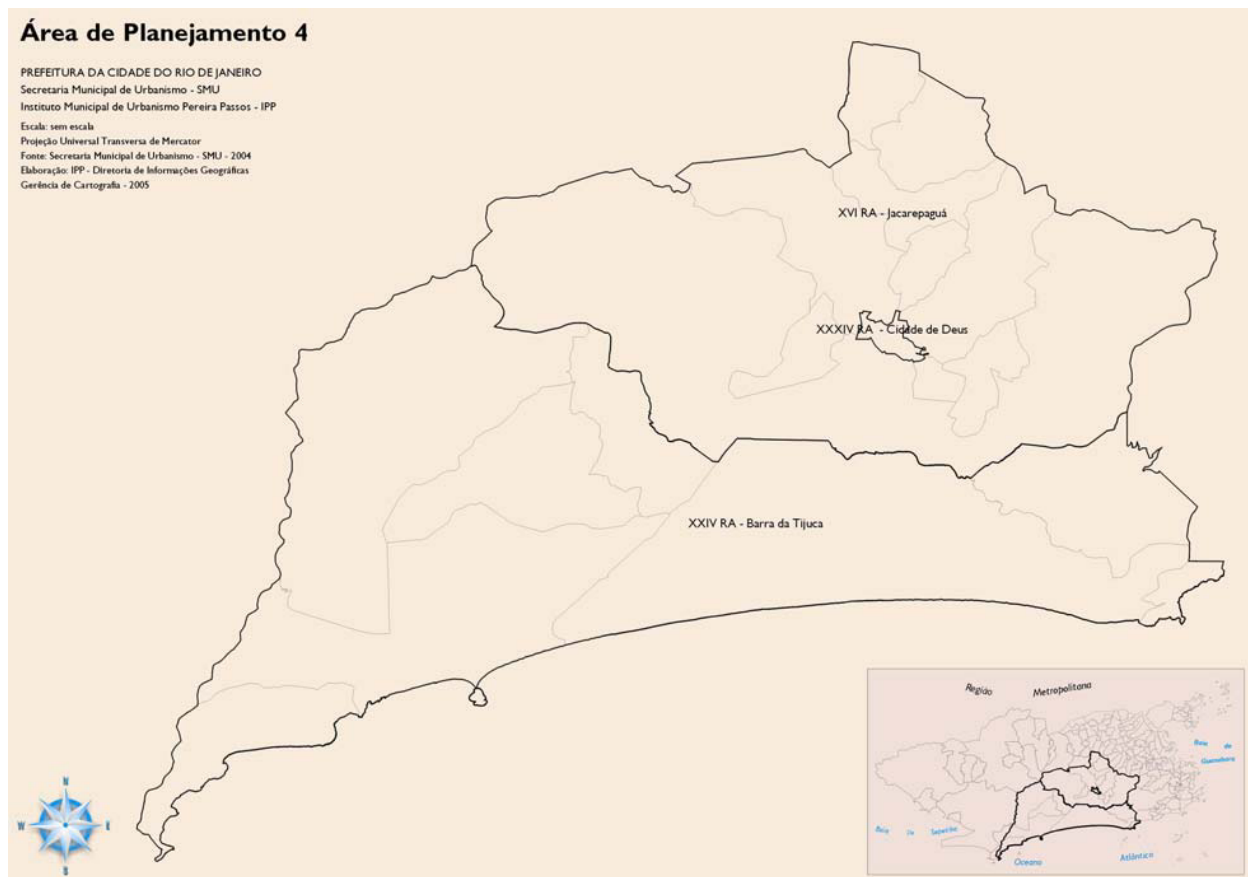 Área de Planejamento 4
PREFEITURA DA CIDADE DO RIO DE JANEIRO
Secretaria Municipal de Urbanismo - SMU
Instituto Municipal de Urbanismo Pereira Passos - IPP
Escala: sem escala
Projeção Universal Transversa de Mercator
Fonte: Secretaria Municipal de Urbanismo - SMU - 2004
Elaboração: IPP - Diretoria de Informações Geográficas
Gerência de Cartografia - 2005
XVI RA - Jacarepaguá
XXXIV RA - Cidade de Deus
XXIV RA - Barra da Tijuca
N
W E
S
Região Metropolitana
Baia de
Baia
Oceano Atlântico